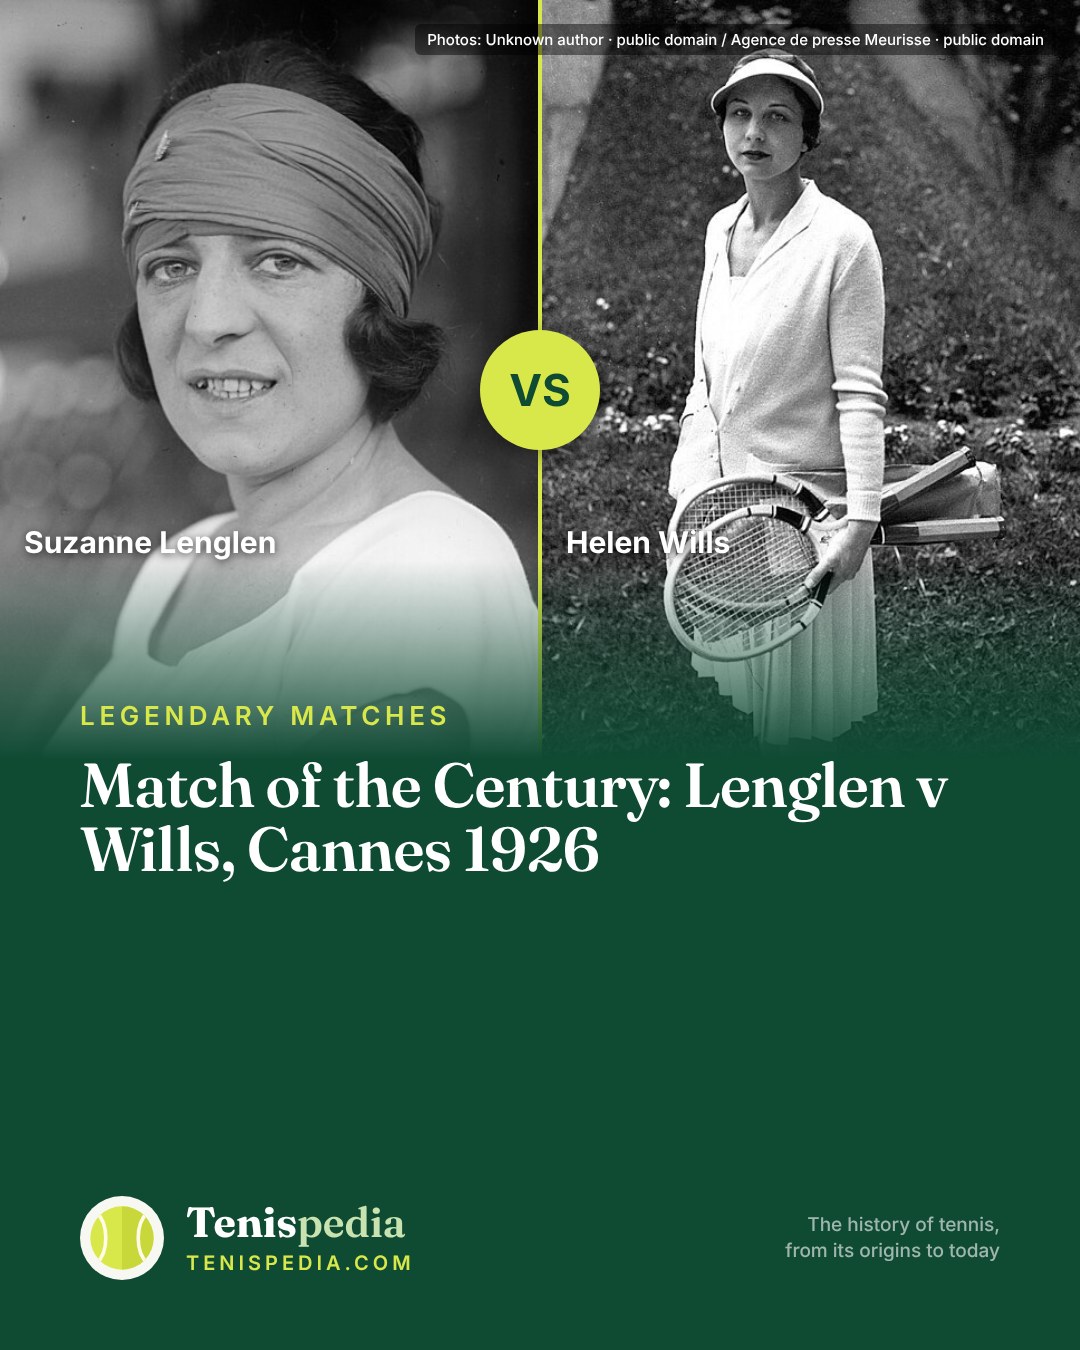 Photos: Unknown author · public domain / Agence de presse Meurisse · public domain
VS
Suzanne Lenglen
Helen Wills
LEGENDARY MATCHES
Match of the Century: Lenglen v
Wills, Cannes 1926
Tenispedia
TENISPEDIA.COM
The history of tennis,
from its origins to today